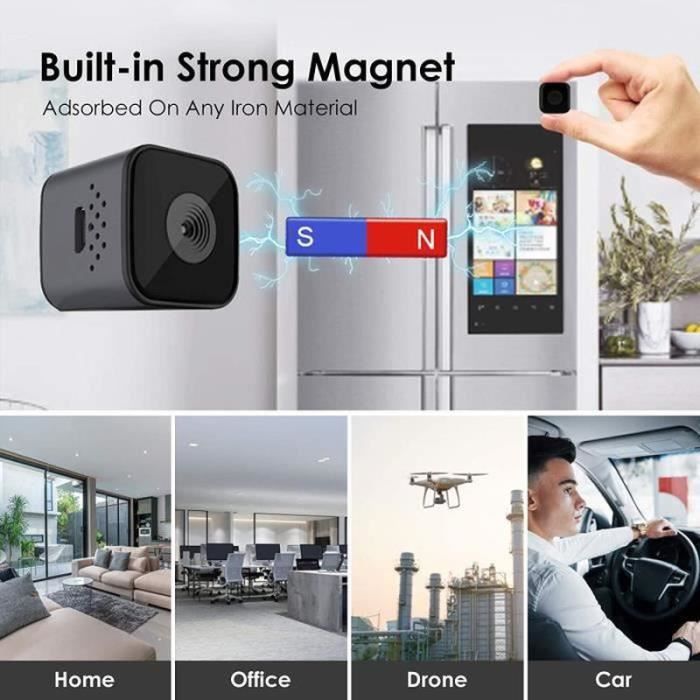 Built-in Strong Magnet
Adsorbed On Any Iron Material
S N
Home
Office
Drone
Car